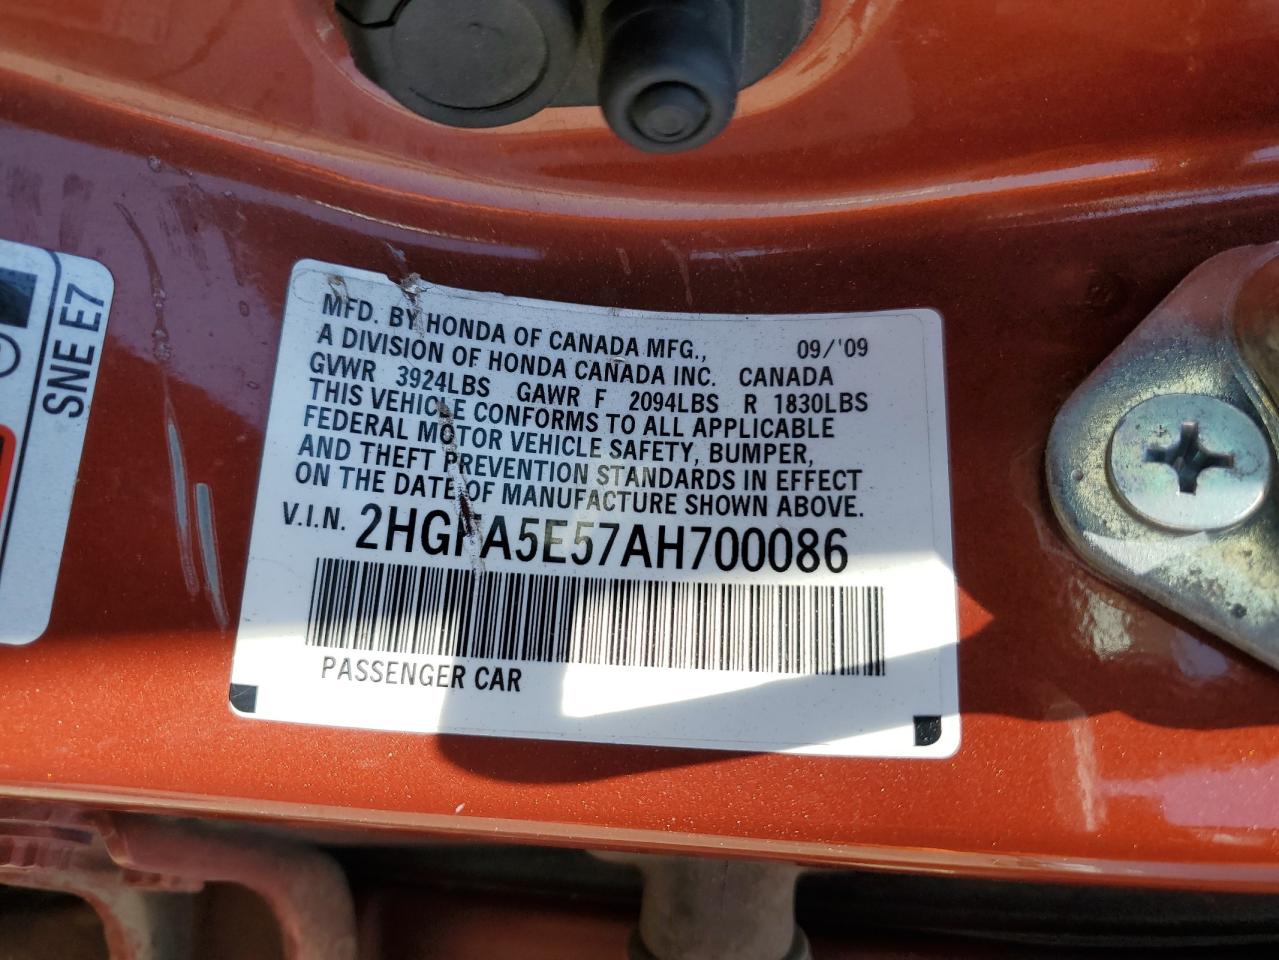 MFD. BY HONDA OF CANADA MFG., 09/'09
A DIVISION OF HONDA CANADA INC. CANADA
GVWR 3924LBS GAWR F 2094LBS R 1830LBS
THIS VEHICLE CONFORMS TO ALL APPLICABLE
FEDERAL MOTOR VEHICLE SAFETY, BUMPER,
AND THEFT PREVENTION STANDARDS IN EFFECT
ON THE DATE OF MANUFACTURE SHOWN ABOVE.
V.I.N. 2HGFA5E57AH700086
PASSENGER CAR
SNE E7